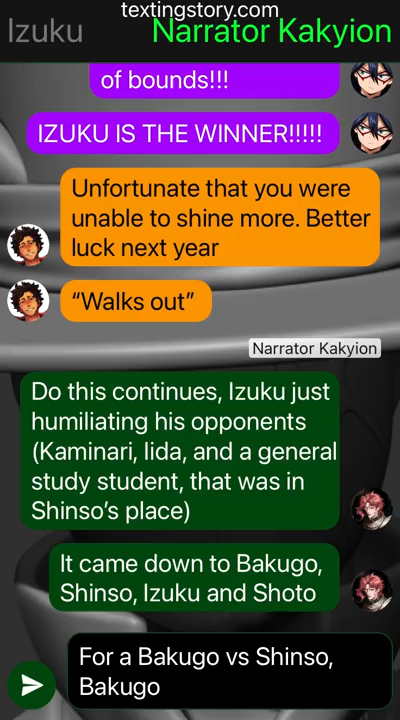 textingstory.com
Izuku
Narrator Kakyion
of bounds!!!
IZUKU IS THE WINNER!!!!!
Unfortunate that you were
unable to shine more. Better
luck next year
“Walks out”
Narrator Kakyion
Do this continues, Izuku just
humiliating his opponents
(Kaminari, Iida, and a general
study student, that was in
Shinso’s place)
It came down to Bakugo,
Shinso, Izuku and Shoto
For a Bakugo vs Shinso,
Bakugo